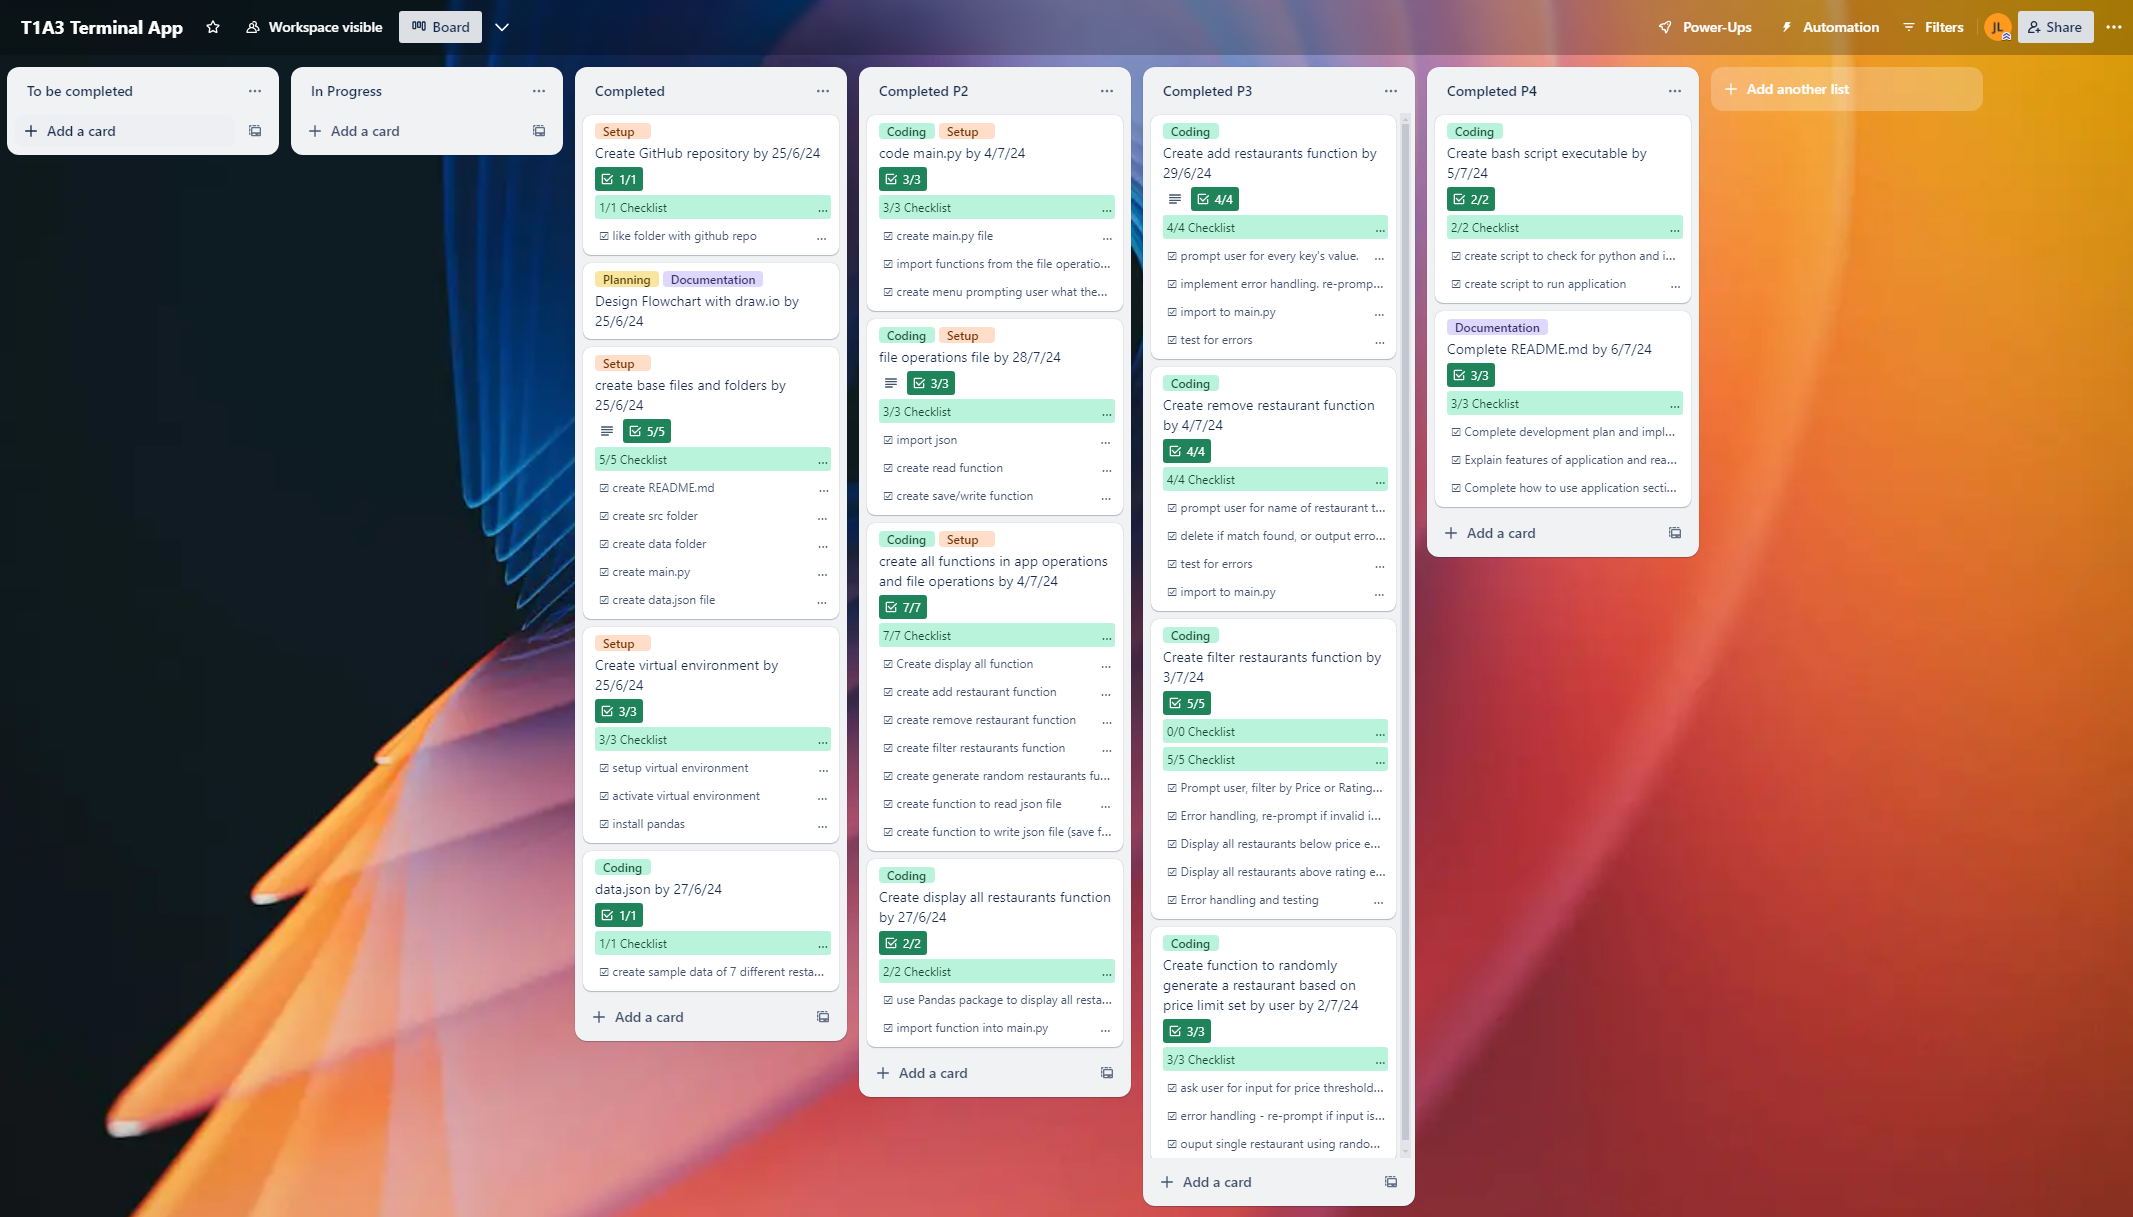 T1A3 Terminal App
Workspace visible
Board
Power-Ups
Automation
Filters
JL
Share
To be completed
Add a card
In Progress
Add a card
Completed
Setup
Create GitHub repository by 25/6/24
1/1
1/1 Checklist
like folder with github repo
Planning Documentation
Design Flowchart with draw.io by
25/6/24
Setup
create base files and folders by
25/6/24
5/5
5/5 Checklist
create README.md
create src folder
create data folder
create main.py
create data.json file
Setup
Create virtual environment by
25/6/24
3/3
3/3 Checklist
setup virtual environment
activate virtual environment
install pandas
Coding
data.json by 27/6/24
1/1
1/1 Checklist
create sample data of 7 different resta...
Add a card
Completed P2
Coding Setup
code main.py by 4/7/24
3/3
3/3 Checklist
create main.py file
import functions from the file operatio...
create menu prompting user what the...
Coding Setup
file operations file by 28/7/24
3/3
3/3 Checklist
import json
create read function
create save/write function
Coding Setup
create all functions in app operations
and file operations by 4/7/24
7/7
7/7 Checklist
Create display all function
create add restaurant function
create remove restaurant function
create filter restaurants function
create generate random restaurants fu...
create function to read json file
create function to write json file (save f...
Coding
Create display all restaurants function
by 27/6/24
2/2
2/2 Checklist
use Pandas package to display all resta...
import function into main.py
Add a card
Completed P3
Coding
Create add restaurants function by
29/6/24
4/4
4/4 Checklist
prompt user for every key's value.
implement error handling. re-promp...
import to main.py
test for errors
Coding
Create remove restaurant function
by 4/7/24
4/4
4/4 Checklist
prompt user for name of restaurant t...
delete if match found, or output erro...
test for errors
import to main.py
Coding
Create filter restaurants function by
3/7/24
5/5
0/0 Checklist
5/5 Checklist
Prompt user, filter by Price or Rating...
Error handling, re-prompt if invalid i...
Display all restaurants below price e...
Display all restaurants above rating e...
Error handling and testing
Coding
Create function to randomly
generate a restaurant based on
price limit set by user by 2/7/24
3/3
3/3 Checklist
ask user for input for price threshold...
error handling - re-prompt if input is...
ouput single restaurant using rando...
Add a card
Completed P4
Coding
Create bash script executable by
5/7/24
2/2
2/2 Checklist
create script to check for python and i...
create script to run application
Documentation
Complete README.md by 6/7/24
3/3
3/3 Checklist
Complete development plan and impl...
Explain features of application and rea...
Complete how to use application secti...
Add a card
Add another list